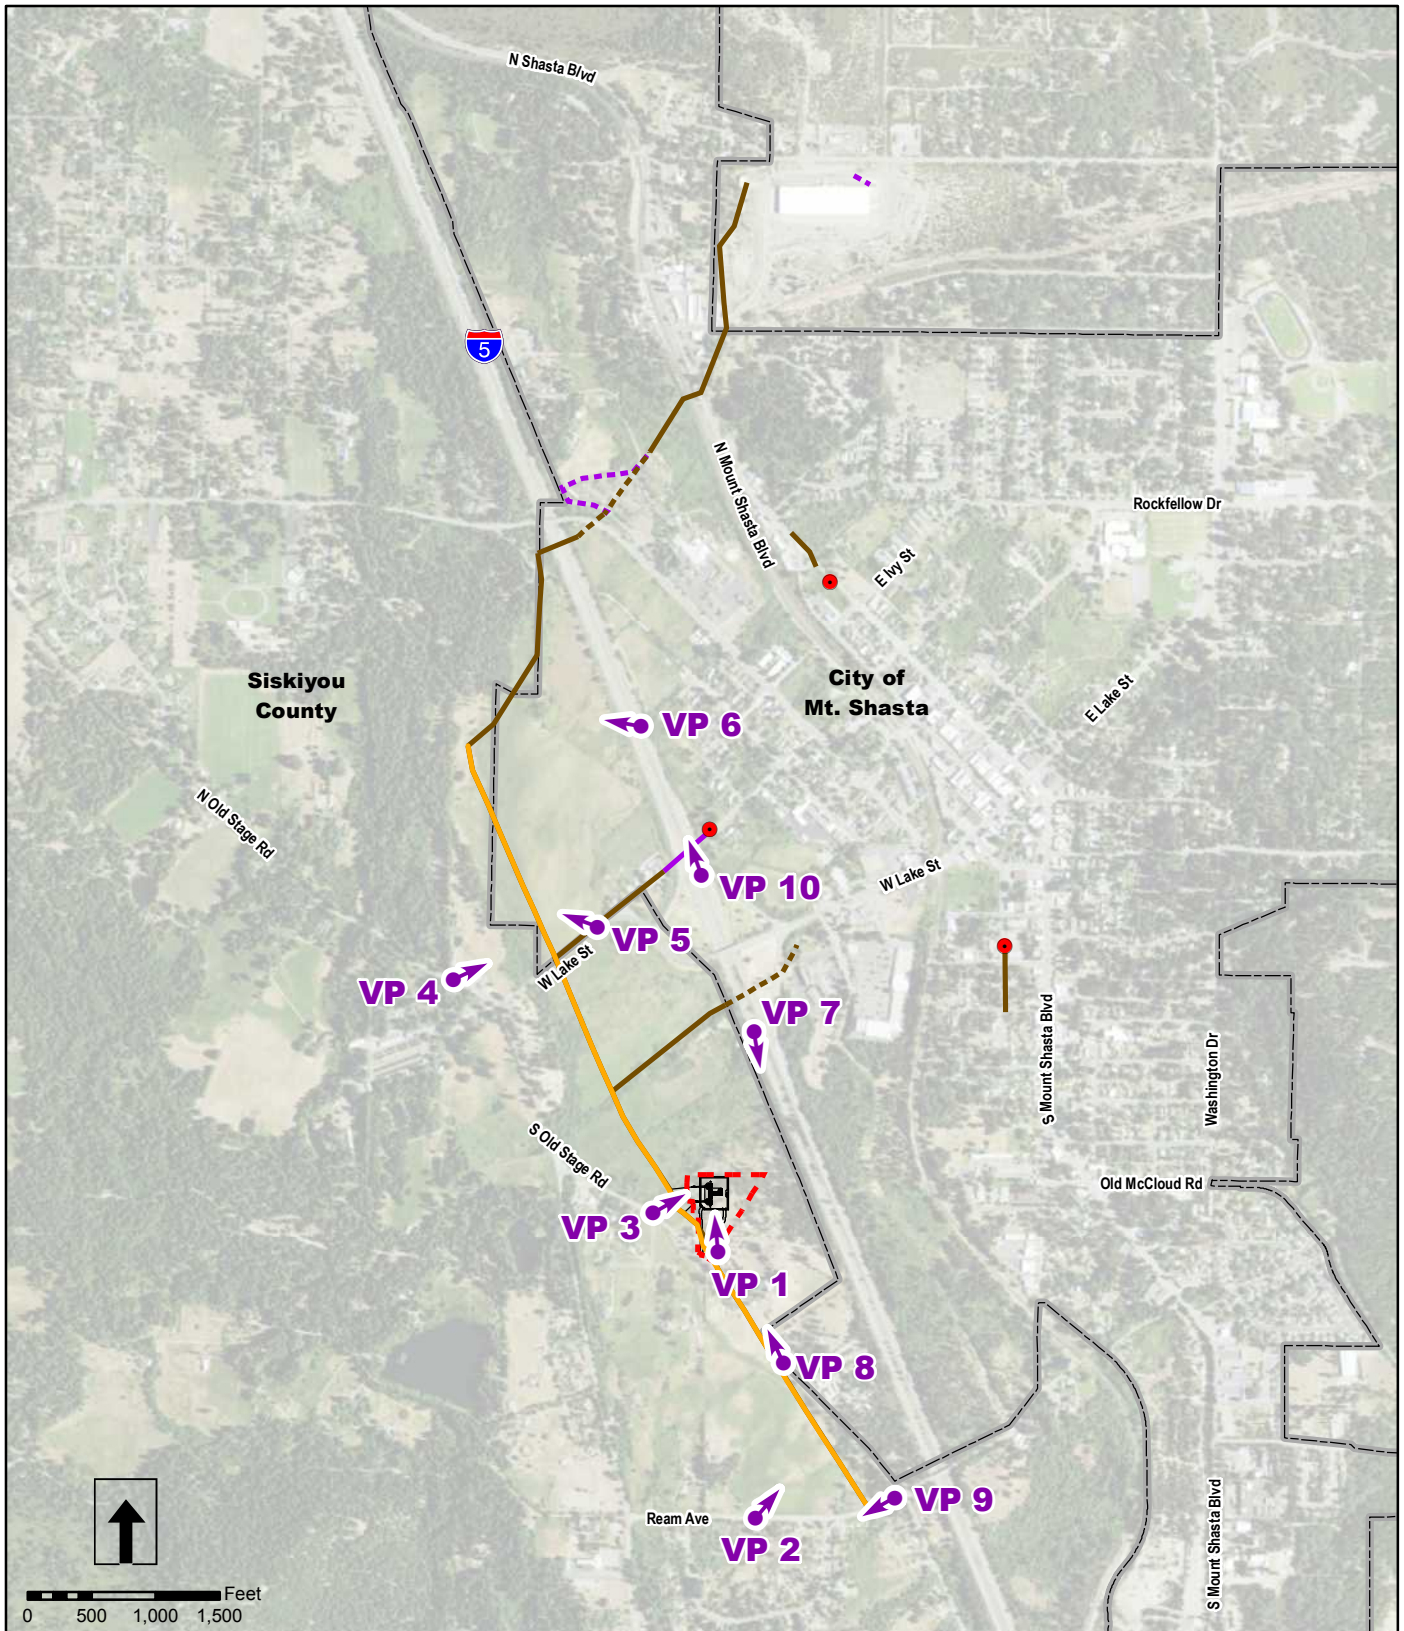 N Shasta Blvd
5
N Mount Shasta Blvd
Rockfellow Dr
E Ivy St
Siskiyou
County
City of
Mt. Shasta
E Lake St
VP 6
N Old Stage Rd
W Lake St
VP 10
VP 5
W Lake St
VP 4
VP 7
S Mount Shasta Blvd
Washington Dr
S Old Stage Rd
Old McCloud Rd
VP 3
VP 1
VP 8
VP 9
Ream Ave
VP 2
S Mount Shasta Blvd
Feet
0 500 1,000 1,500